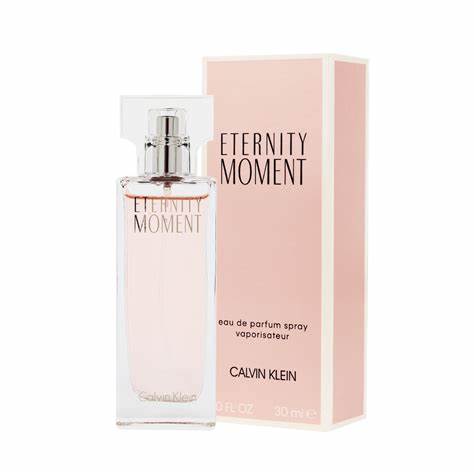 ETERNITY
MOMENT
Calvin Klein
ETERNITY
MOMENT
eau de parfum spray
vaporisateur
CALVIN KLEIN
FL OZ 30 ml e